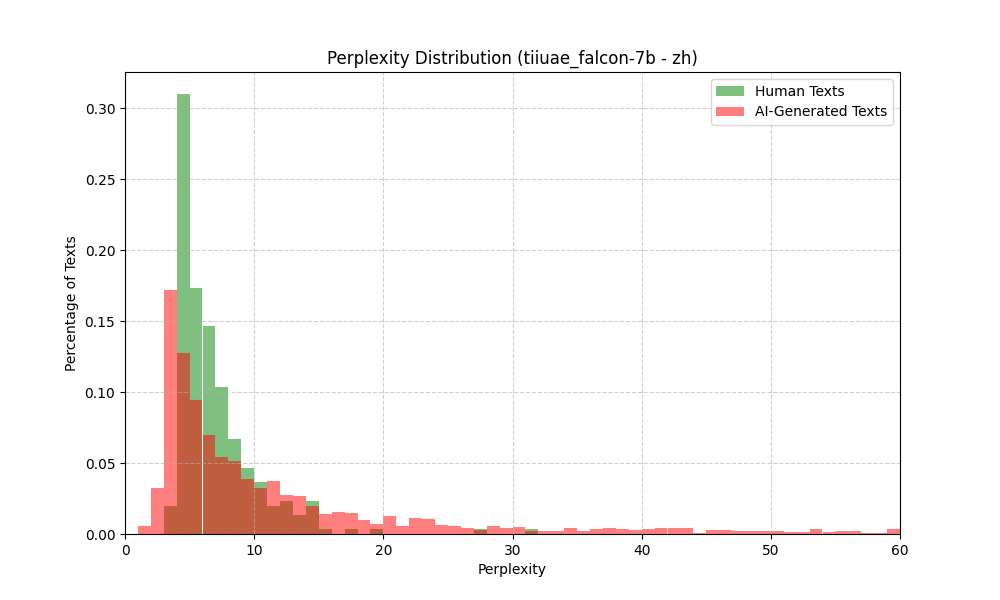 Perplexity Distribution (tiiuae_falcon-7b - zh)
Human Texts
AI-Generated Texts
Percentage of Texts
0.30
0.25
0.20
0.15
0.10
0.05
0.00
0 10 20 30 40 50 60
Perplexity